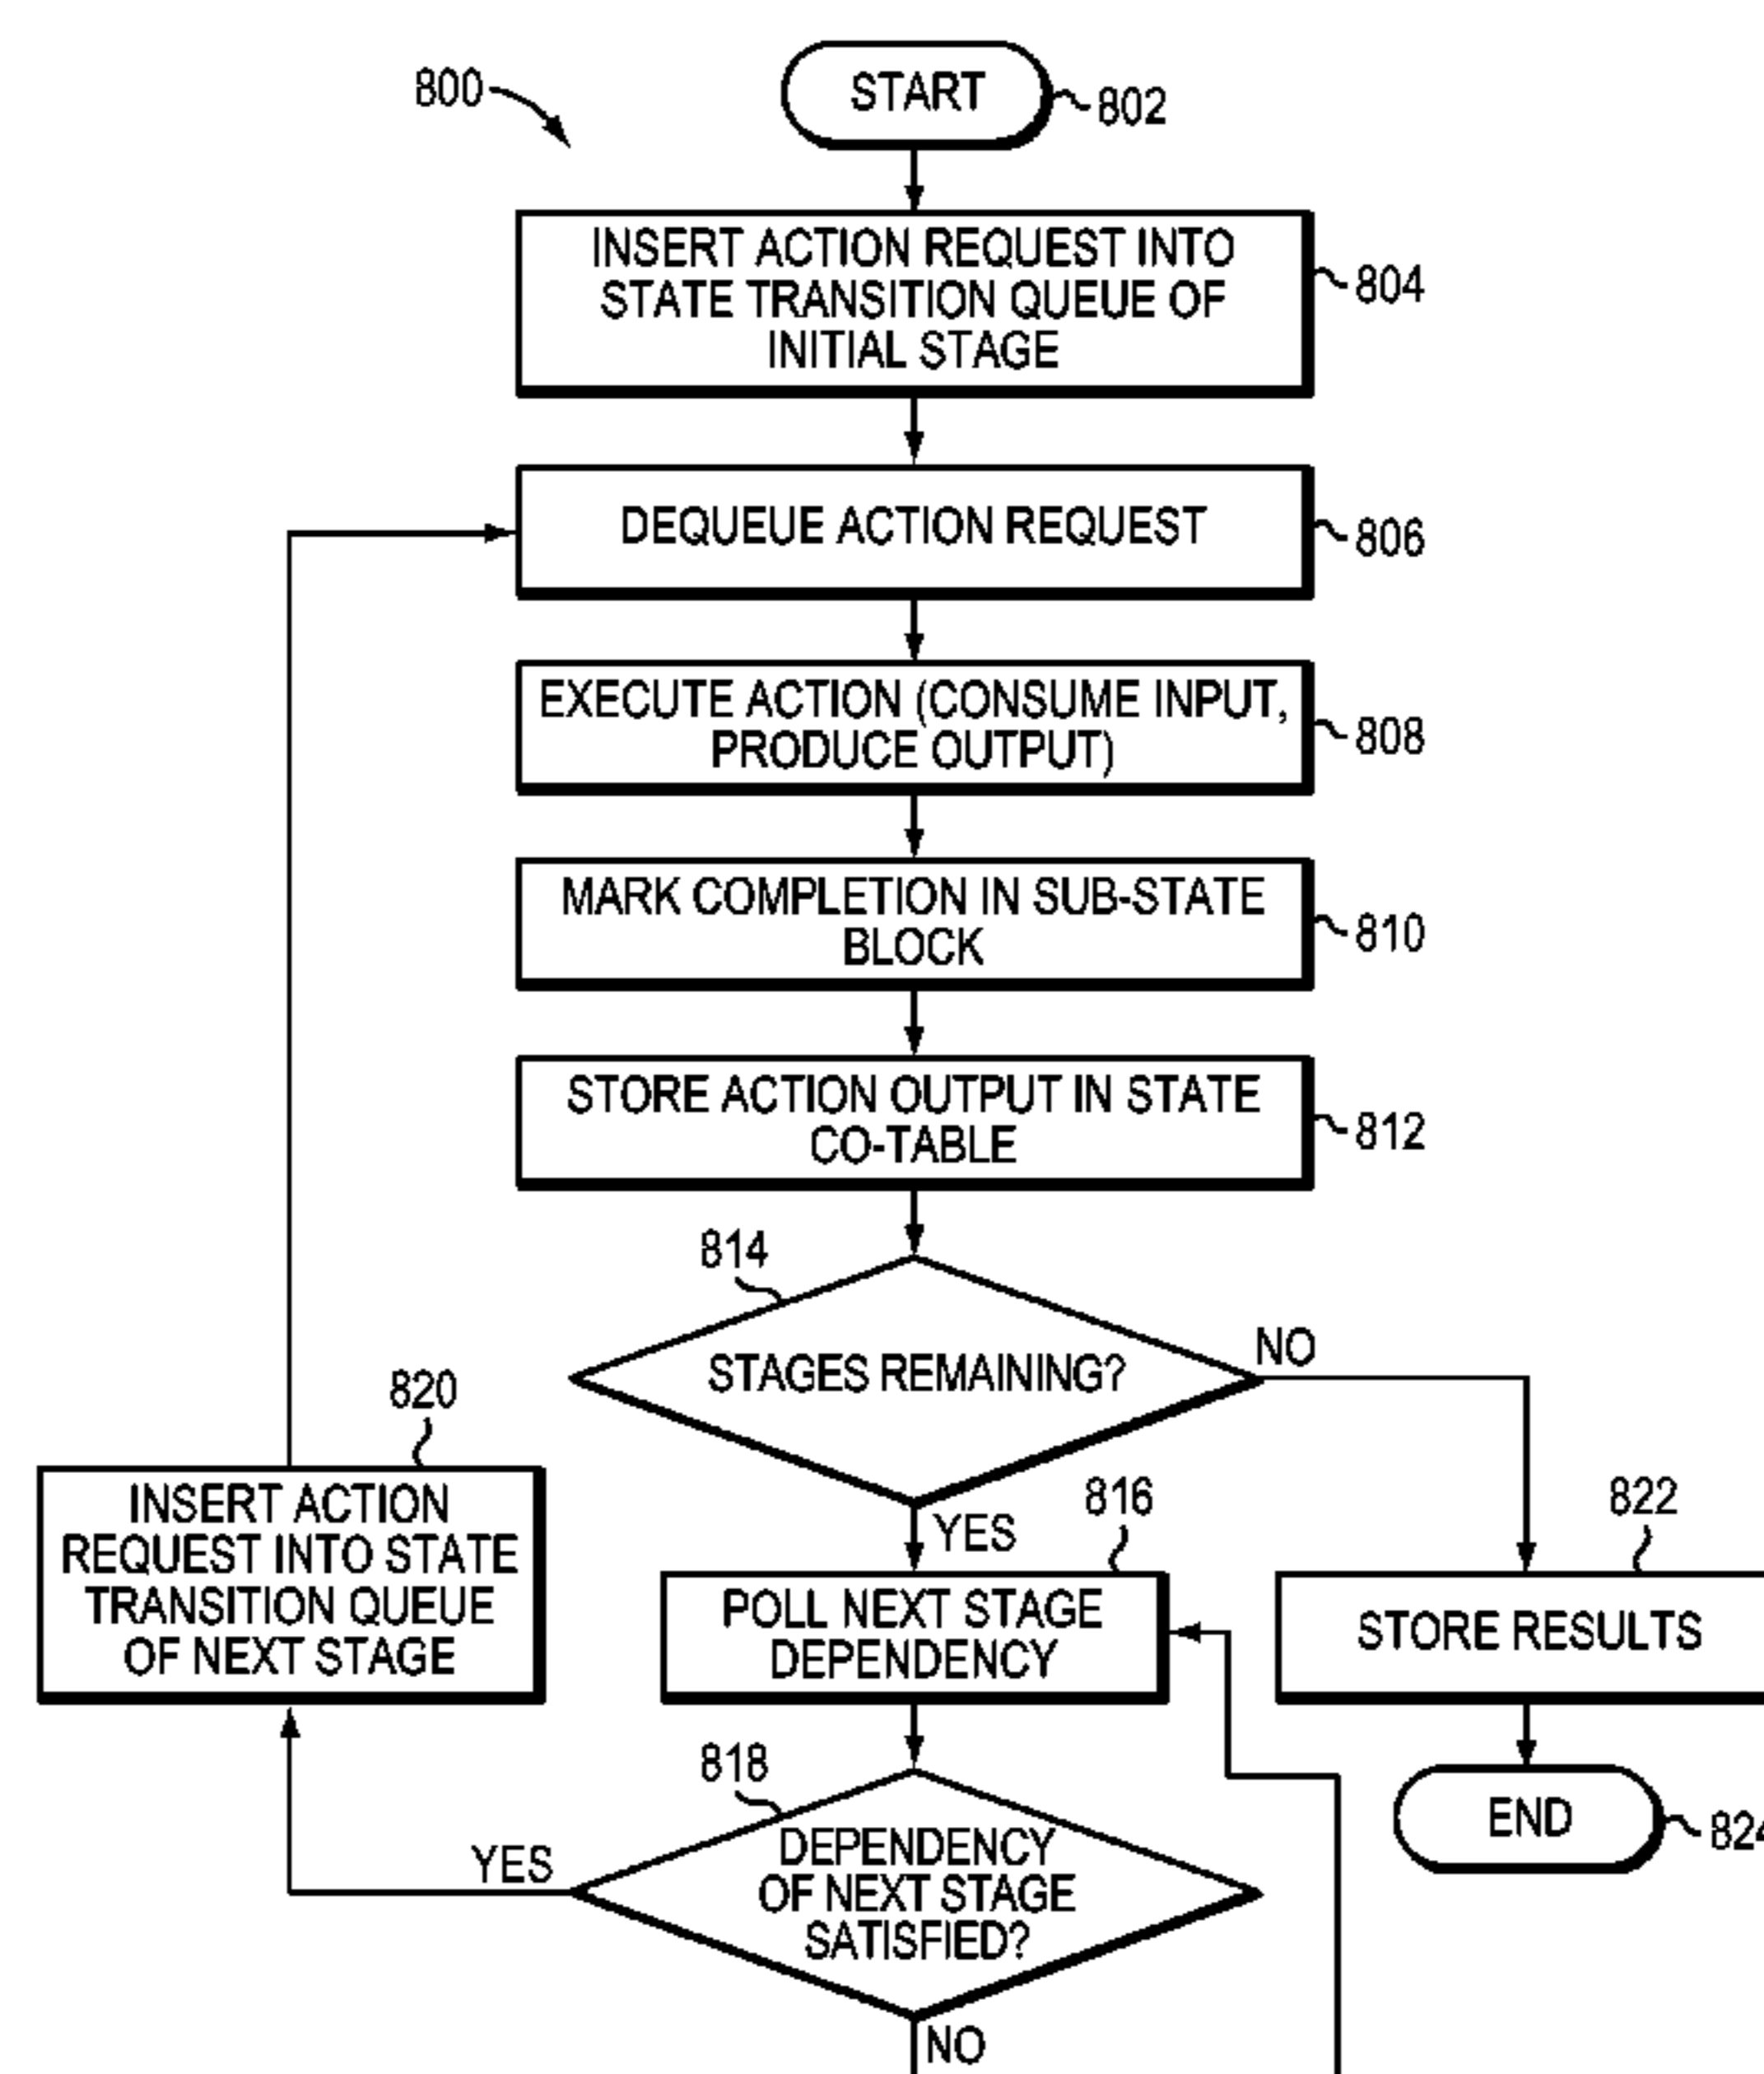 800
START
802
INSERT ACTION REQUEST INTO
STATE TRANSITION QUEUE OF
INITIAL STAGE
804
DEQUEUE ACTION REQUEST
806
EXECUTE ACTION (CONSUME INPUT,
PRODUCE OUTPUT)
808
MARK COMPLETION IN SUB-STATE
BLOCK
810
STORE ACTION OUTPUT IN STATE
CO-TABLE
812
814
STAGES REMAINING?
NO
YES
820
INSERT ACTION
REQUEST INTO STATE
TRANSITION QUEUE
OF NEXT STAGE
816
POLL NEXT STAGE
DEPENDENCY
822
STORE RESULTS
818
DEPENDENCY
OF NEXT STAGE
SATISFIED?
YES
NO
END
824